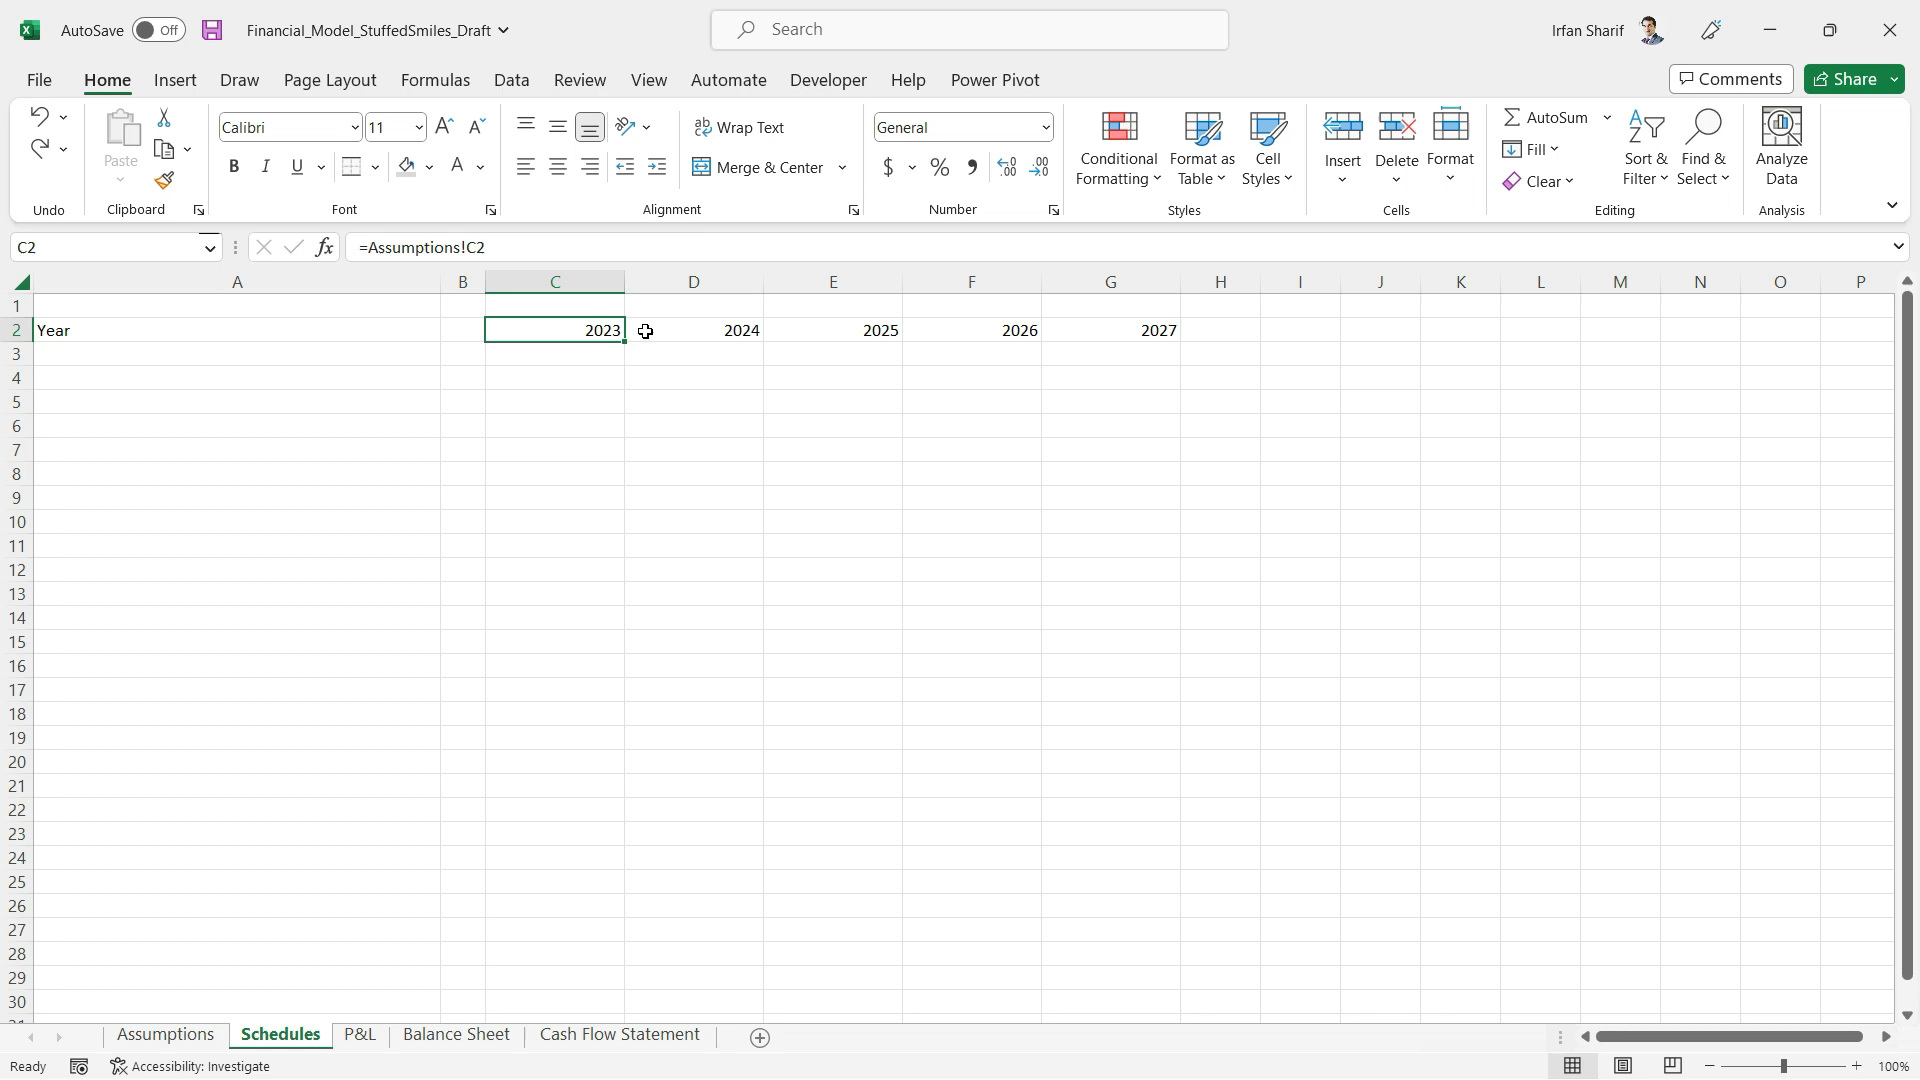 AutoSave Off Financial_Model_StuffedSmiles_Draft Search Irfan Sharif
File Home Insert Draw Page Layout Formulas Data Review View Automate Developer Help Power Pivot Comments Share
Undo
Paste
Clipboard
Calibri 11
B I U A
Font
Wrap Text
Merge & Center
Alignment
General
$ % , .00 .00
Number
Conditional Formatting
Format as Table
Cell Styles
Styles
Insert Delete Format
Cells
AutoSum
Fill
Clear
Sort & Filter
Find & Select
Editing
Analyze Data
Analysis
C2 fx =Assumptions!C2
A B C D E F G H I J K L M N O P
1
2 Year 2023 2024 2025 2026 2027
3
4
5
6
7
8
9
10
11
12
13
14
15
16
17
18
19
20
21
22
23
24
25
26
27
28
29
30
Assumptions Schedules P&L Balance Sheet Cash Flow Statement
Ready Accessibility: Investigate 100%